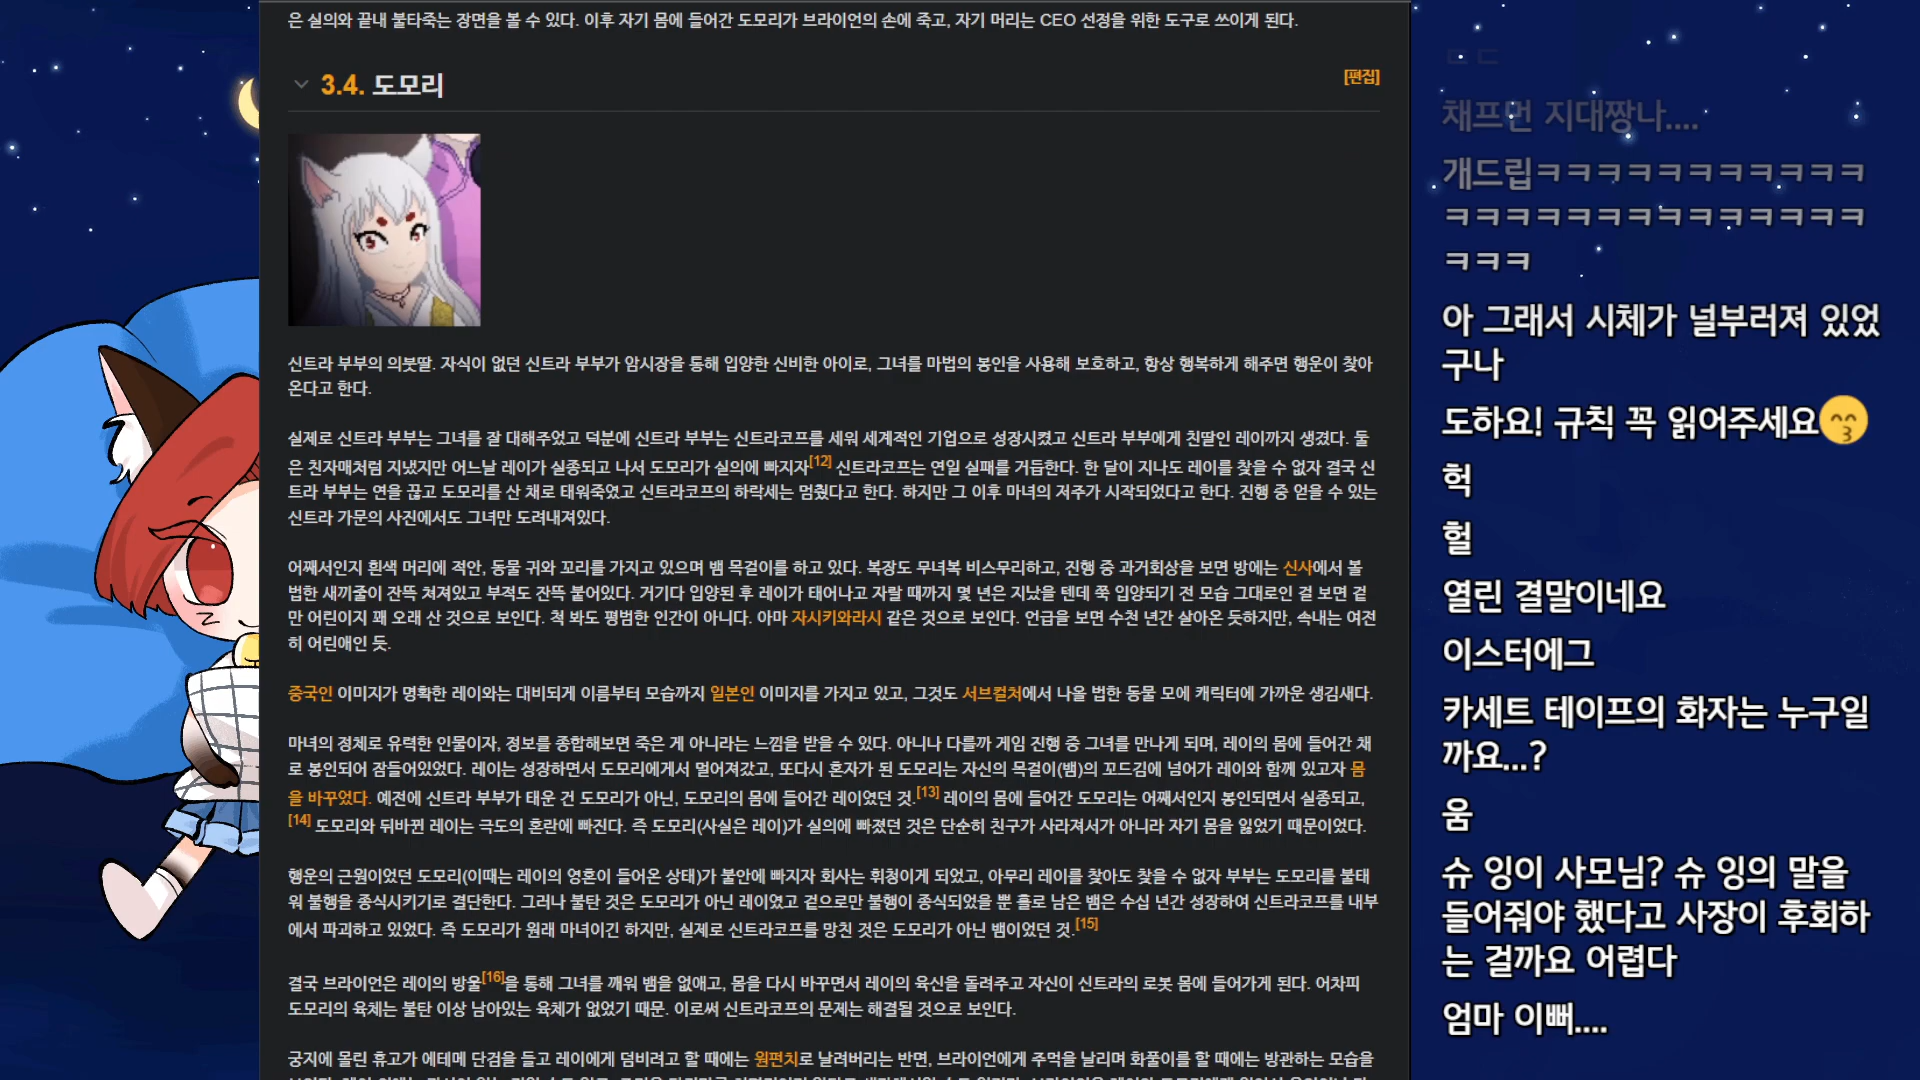 은 실의와 끝내 불타죽는 장면을 볼 수 있다. 이후 자기 몸에 들어간 도모리가 브라이언의 손에 죽고, 자기 머리는 CEO 선정을 위한 도구로 쓰이게 된다.
3.4. 도모리
[편집]
신트라 부부의 의붓딸. 자식이 없던 신트라 부부가 암시장을 통해 입양한 신비한 아이로, 그녀를 마법의 봉인을 사용해 보호하고, 항상 행복하게 해주면 행운이 찾아
온다고 한다.
실제로 신트라 부부는 그녀를 잘 대해주었고 덕분에 신트라 부부는 신트라코프를 세워 세계적인 기업으로 성장시켰고 신트라 부부에게 친딸인 레이까지 생겼다. 둘
은 친자매처럼 지냈지만 어느날 레이가 실종되고 나서 도모리가 실의에 빠지자[12] 신트라코프는 연일 실패를 거듭한다. 한 달이 지나도 레이를 찾을 수 없자 결국 신
트라 부부는 연을 끊고 도모리를 산 채로 태워죽였고 신트라코프의 하락세는 멈췄다고 한다. 하지만 그 이후 마녀의 저주가 시작되었다고 한다. 진행 중 얻을 수 있는
신트라 가문의 사진에서도 그녀만 도려내져있다.
어째서인지 흰색 머리에 적안, 동물 귀와 꼬리를 가지고 있으며 뱀 목걸이를 하고 있다. 복장도 무녀복 비스무리하고, 진행 중 과거회상을 보면 방에는 신사에서 볼
법한 새끼줄이 잔뜩 쳐져있고 부적도 잔뜩 붙어있다. 거기다 입양된 후 레이가 태어나고 자랄 때까지 몇 년은 지났을 텐데 쭉 입양되기 전 모습 그대로인 걸 보면 겉
만 어린이지 꽤 오래 산 것으로 보인다. 척 봐도 평범한 인간이 아니다. 아마 자시키와라시 같은 것으로 보인다. 언급을 보면 수천 년간 살아온 듯하지만, 속내는 여전
히 어린애인 듯.
중국인 이미지가 명확한 레이와는 대비되게 이름부터 모습까지 일본인 이미지를 가지고 있고, 그것도 서브컬처에서 나올 법한 동물 모에 캐릭터에 가까운 생김새다.
마녀의 정체로 유력한 인물이자, 정보를 종합해보면 죽은 게 아니라는 느낌을 받을 수 있다. 아니나 다를까 게임 진행 중 그녀를 만나게 되며, 레이의 몸에 들어간 채
로 봉인되어 잠들어있었다. 레이는 성장하면서 도모리에게서 멀어져갔고, 또다시 혼자가 된 도모리는 자신의 목걸이(뱀)의 꼬드김에 넘어가 레이와 함께 있고자 몸
을 바꾸었다. 예전에 신트라 부부가 태운 건 도모리가 아닌, 도모리의 몸에 들어간 레이였던 것.[13] 레이의 몸에 들어간 도모리는 어째서인지 봉인되면서 실종되고,
[14] 도모리와 뒤바뀐 레이는 극도의 혼란에 빠진다. 즉 도모리(사실은 레이)가 실의에 빠졌던 것은 단순히 친구가 사라져서가 아니라 자기 몸을 잃었기 때문이었다.
행운의 근원이었던 도모리(이때는 레이의 영혼이 들어온 상태)가 불안에 빠지자 회사는 휘청이게 되었고, 아무리 레이를 찾아도 찾을 수 없자 부부는 도모리를 불태
워 불행을 종식시키기로 결단한다. 그러나 불탄 것은 도모리가 아닌 레이였고 겉으로만 불행이 종식되었을 뿐 홀로 남은 뱀은 수십 년간 성장하여 신트라코프를 내부
에서 파괴하고 있었다. 즉 도모리가 원래 마녀이긴 하지만, 실제로 신트라코프를 망친 것은 도모리가 아닌 뱀이었던 것.[15]
결국 브라이언은 레이의 방울[16]을 통해 그녀를 깨워 뱀을 없애고, 몸을 다시 바꾸면서 레이의 육신을 돌려주고 자신이 신트라의 로봇 몸에 들어가게 된다. 어차피
도모리의 육체는 불탄 이상 남아있는 육체가 없었기 때문. 이로써 신트라코프의 문제는 해결될 것으로 보인다.
궁지에 몰린 휴고가 에테메 단검을 들고 레이에게 덤비려고 할 때에는 원펀치로 날려버리는 반면, 브라이언에게 주먹을 날리며 화풀이를 할 때에는 방관하는 모습을
ㅁㄷ
채프먼 지대짱나....
개드립ㅋㅋㅋㅋㅋㅋㅋㅋㅋㅋㅋ
ㅋㅋㅋㅋㅋㅋㅋㅋㅋㅋㅋㅋㅋㅋ
ㅋㅋㅋ
아 그래서 시체가 널부러져 있었
구나
도하요! 규칙 꼭 읽어주세요😙
헉
헐
열린 결말이네요
이스터에그
카세트 테이프의 화자는 누구일
까요...?
움
슈 잉이 사모님? 슈 잉의 말을
들어줘야 했다고 사장이 후회하
는 걸까요 어렵다
엄마 이뻐....